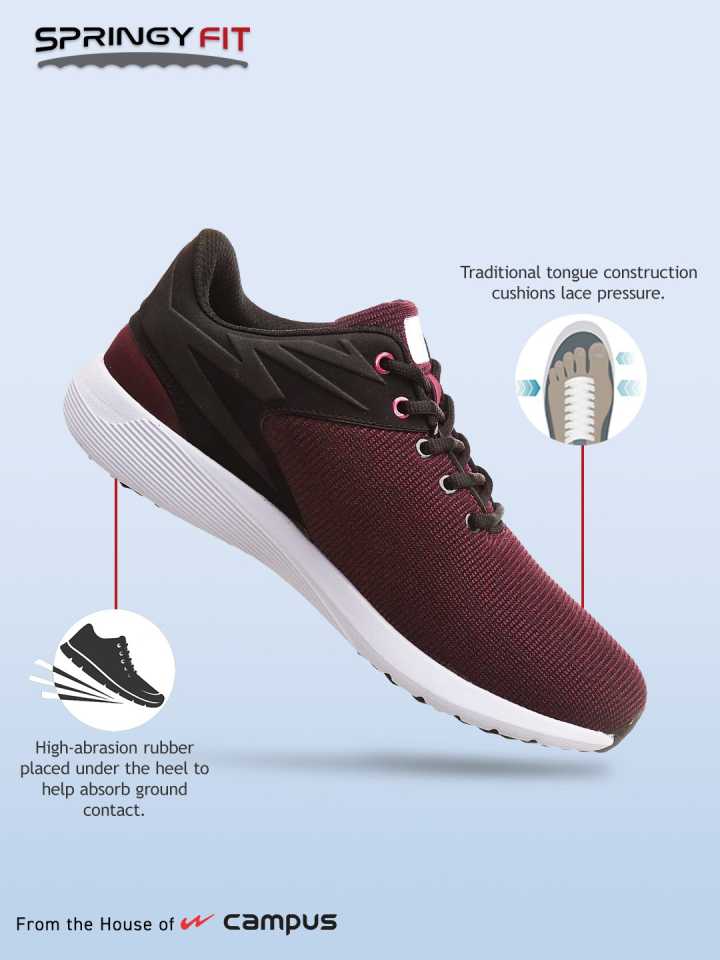 SPRINGY FIT
Traditional tongue construction
cushions lace pressure.
High-abrasion rubber
placed under the heel to
help absorb ground
contact.
From the House of campus